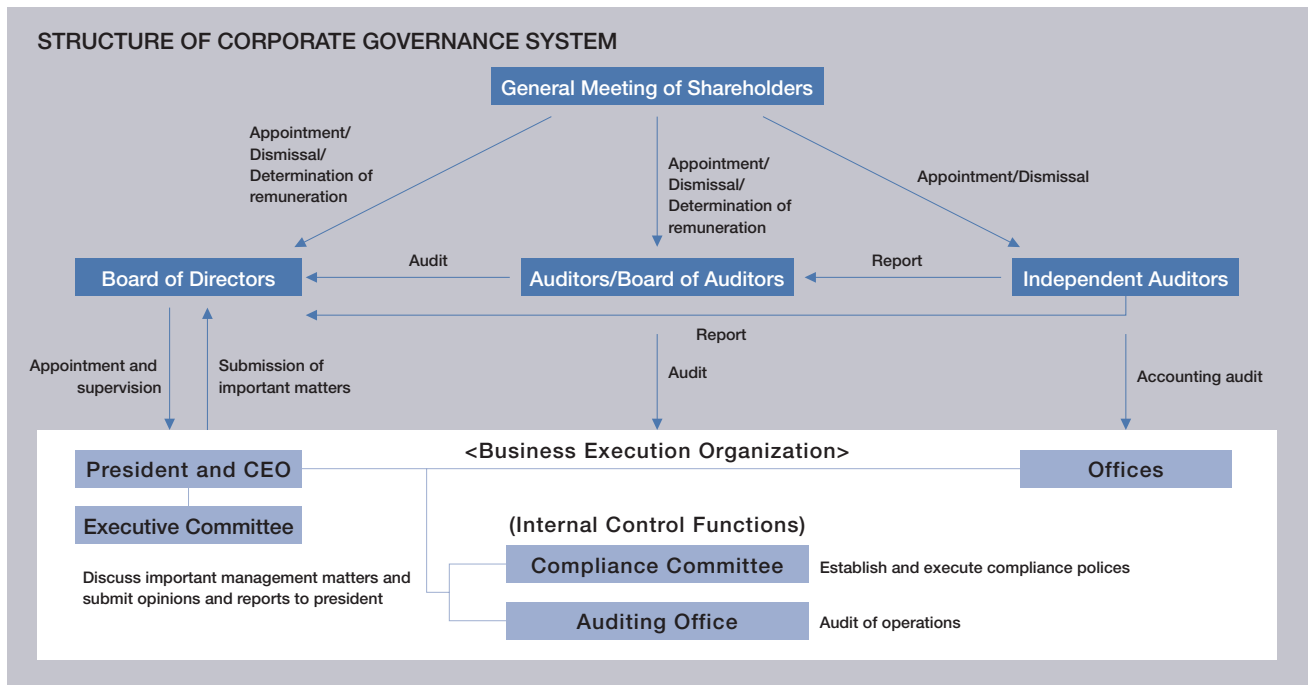 STRUCTURE OF CORPORATE GOVERNANCE SYSTEM
General Meeting of Shareholders
Appointment/
Dismissal/
Determination of
remuneration
Appointment/
Dismissal/
Determination of
remuneration
Appointment/Dismissal
Board of Directors
Audit
Auditors/Board of Auditors
Report
Independent Auditors
Report
Appointment and
supervision
Submission of
important matters
Audit
Accounting audit
<Business Execution Organization>
President and CEO
Offices
Executive Committee
(Internal Control Functions)
Compliance Committee
Establish and execute compliance polices
Discuss important management matters and
submit opinions and reports to president
Auditing Office
Audit of operations